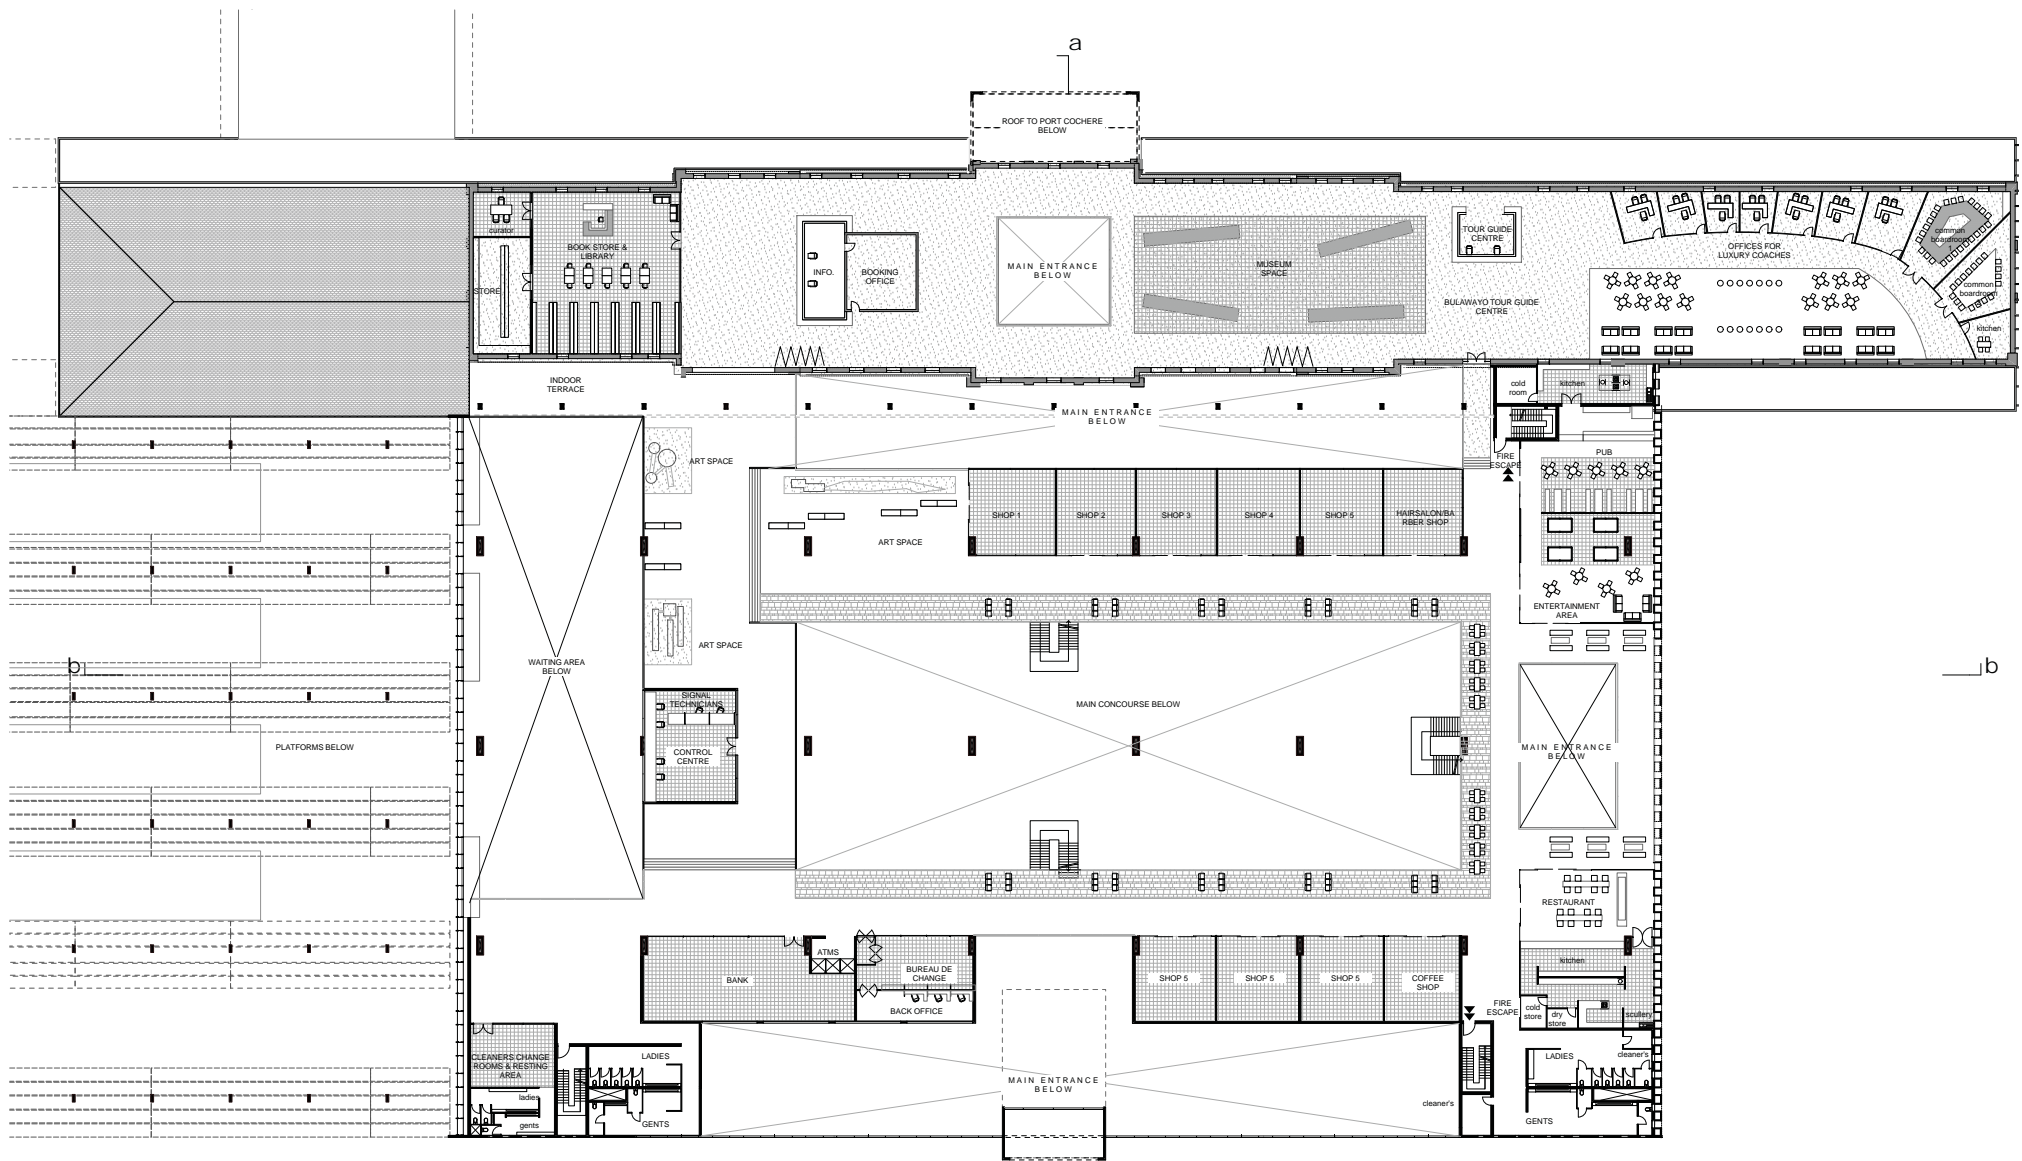 a
ROOF TO PORT COCHERE
BELOW
curator
STORE
BOOK STORE &
LIBRARY
INFO.
BOOKING
OFFICE
MAIN ENTRANCE
BELOW
MUSEUM
SPACE
TOUR GUIDE
CENTRE
BULAWAYO TOUR GUIDE
CENTRE
OFFICES FOR
LUXURY COACHES
common
boardroom
1
common
boardroom
kitchen
INDOOR
TERRACE
MAIN ENTRANCE
BELOW
cold
room
kitchen
FIRE
ESCAPE
PUB
ART SPACE
ART SPACE
SHOP 1
SHOP 2
SHOP 3
SHOP 4
SHOP 5
HAIRSALON/BA
RBER SHOP
ENTERTAINMENT
AREA
ART SPACE
WAITING AREA
BELOW
b
b
SIGNAL
TECHNICIANS
CONTROL
CENTRE
MAIN CONCOURSE BELOW
PLATFORMS BELOW
MAIN ENTRANCE
BELOW
RESTAURANT
kitchen
BANK
ATMS
BUREAU DE
CHANGE
BACK OFFICE
SHOP 5
SHOP 5
SHOP 5
COFFEE
SHOP
FIRE
ESCAPE
cold
store
dry
store
scullery
CLEANERS CHANGE
ROOMS & RESTING
AREA
ladies
gents
LADIES
GENTS
MAIN ENTRANCE
BELOW
cleaner's
LADIES
cleaner's
GENTS